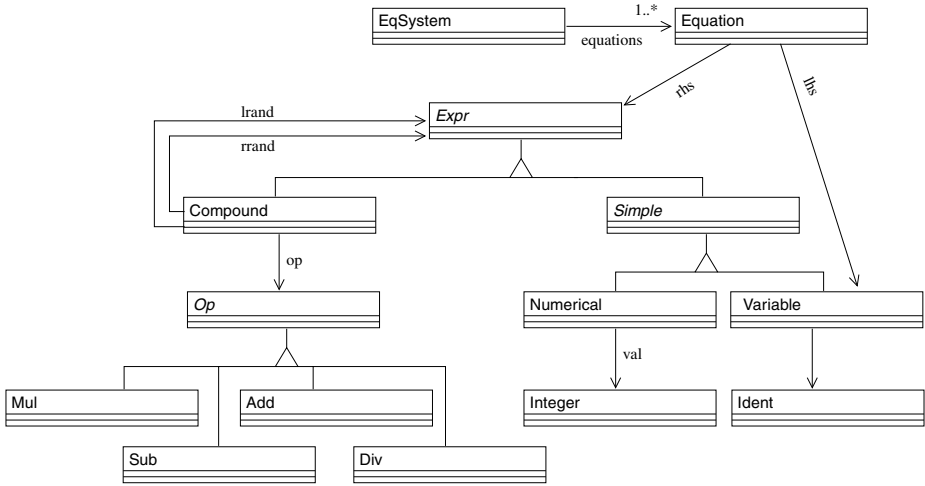 EqSystem
1..*
equations
Equation
rhs
lhs
lrand
rrand
Expr
Compound
Simple
op
Op
Numerical
Variable
val
Mul
Add
Integer
Ident
Sub
Div